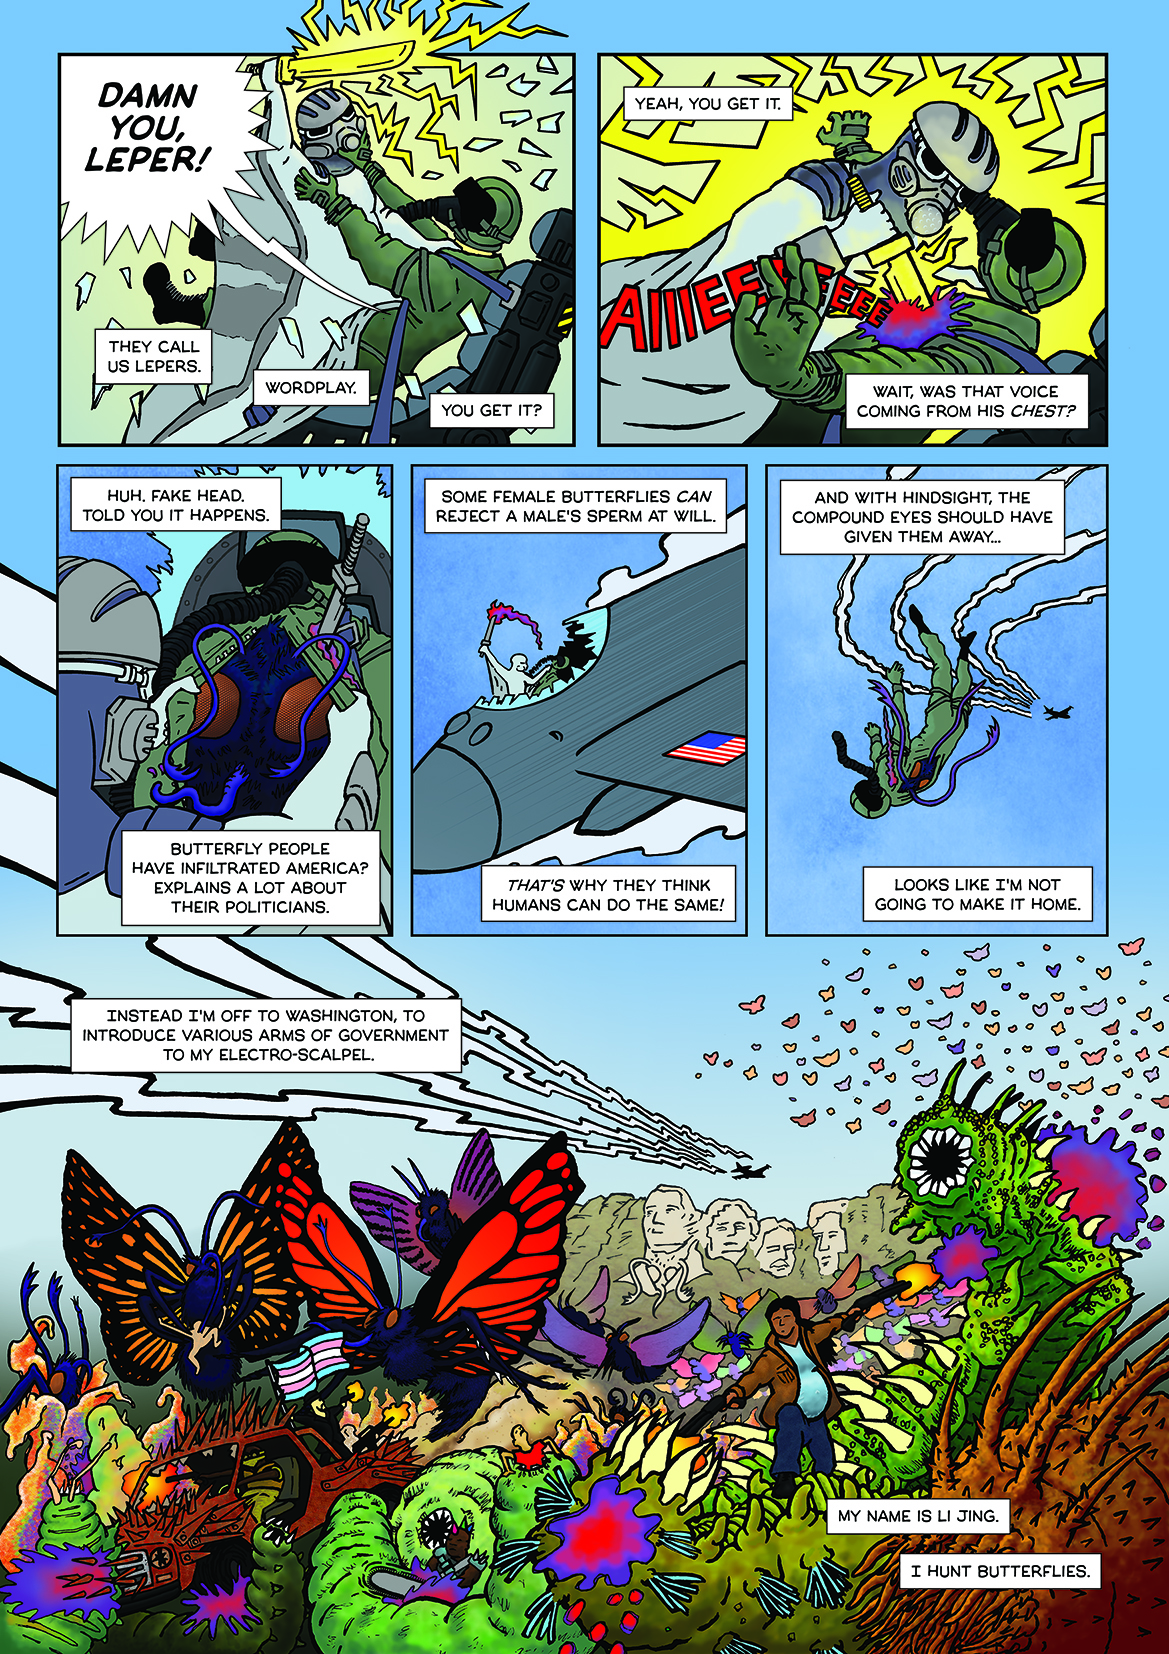 DAMN
YOU,
LEPER!
THEY CALL
US LEPERS.
WORDPLAY.
YOU GET IT?
YEAH, YOU GET IT.
WAIT, WAS THAT VOICE
COMING FROM HIS CHEST?
HUH. FAKE HEAD.
TOLD YOU IT HAPPENS.
BUTTERFLY PEOPLE
HAVE INFILTRATED AMERICA?
EXPLAINS A LOT ABOUT
THEIR POLITICIANS.
SOME FEMALE BUTTERFLIES CAN
REJECT A MALE'S SPERM AT WILL.
THAT'S WHY THEY THINK
HUMANS CAN DO THE SAME!
AND WITH HINDSIGHT, THE
COMPOUND EYES SHOULD HAVE
GIVEN THEM AWAY...
LOOKS LIKE I'M NOT
GOING TO MAKE IT HOME.
INSTEAD I'M OFF TO WASHINGTON, TO
INTRODUCE VARIOUS ARMS OF GOVERNMENT
TO MY ELECTRO-SCALPEL.
MY NAME IS LI JING.
I HUNT BUTTERFLIES.